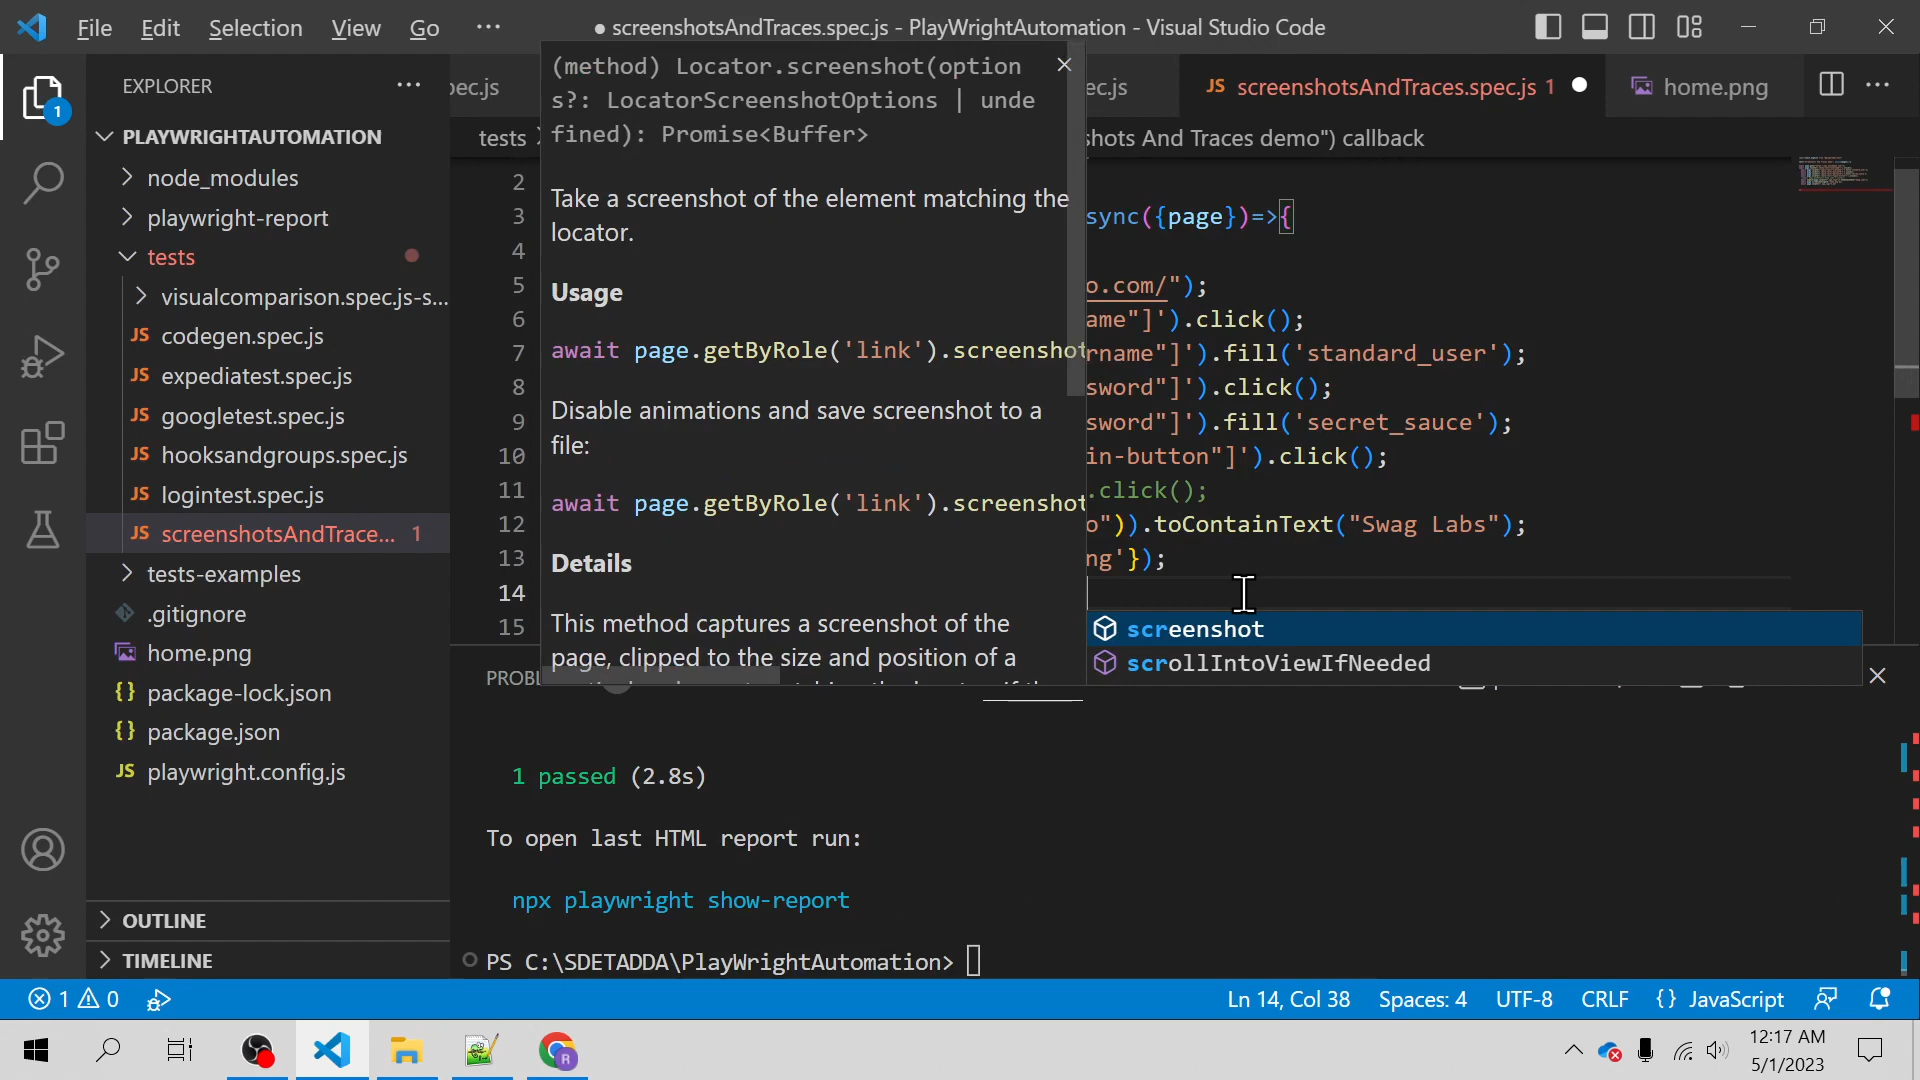 File Edit Selection View Go ··· ● screenshotsAndTraces.spec.js - PlayWrightAutomation - Visual Studio Code
EXPLORER ···
pec.js
ec.js
JS screenshotsAndTraces.spec.js 1 ●
home.png
PLAYWRIGHTAUTOMATION
node_modules
playwright-report
tests
visualcomparison.spec.js-s...
JS codegen.spec.js
JS expediatest.spec.js
JS googletest.spec.js
JS hooksandgroups.spec.js
JS logintest.spec.js
JS screenshotsAndTrace... 1
tests-examples
.gitignore
home.png
{} package-lock.json
{} package.json
JS playwright.config.js
OUTLINE
TIMELINE
1
tests
shots And Traces demo") callback
2
3 sync({page})=>{
4
5 o.com/");
6 ame"]').click();
7 rname"]').fill('standard_user');
8 sword"]').click();
9 sword"]').fill('secret_sauce');
10 in-button"]').click();
11 .click();
12 o")).toContainText("Swag Labs");
13 ng'});
14
15
(method) Locator.screenshot(option
s?: LocatorScreenshotOptions | unde
fined): Promise<Buffer>
Take a screenshot of the element matching the
locator.
Usage
await page.getByRole('link').screenshot
Disable animations and save screenshot to a
file:
await page.getByRole('link').screenshot
Details
This method captures a screenshot of the
page, clipped to the size and position of a
screenshot
scrollIntoViewIfNeeded
PROBL
1 passed (2.8s)
To open last HTML report run:
npx playwright show-report
PS C:\SDETADDA\PlayWrightAutomation>
1 0 Ln 14, Col 38 Spaces: 4 UTF-8 CRLF {} JavaScript
R
12:17 AM
5/1/2023